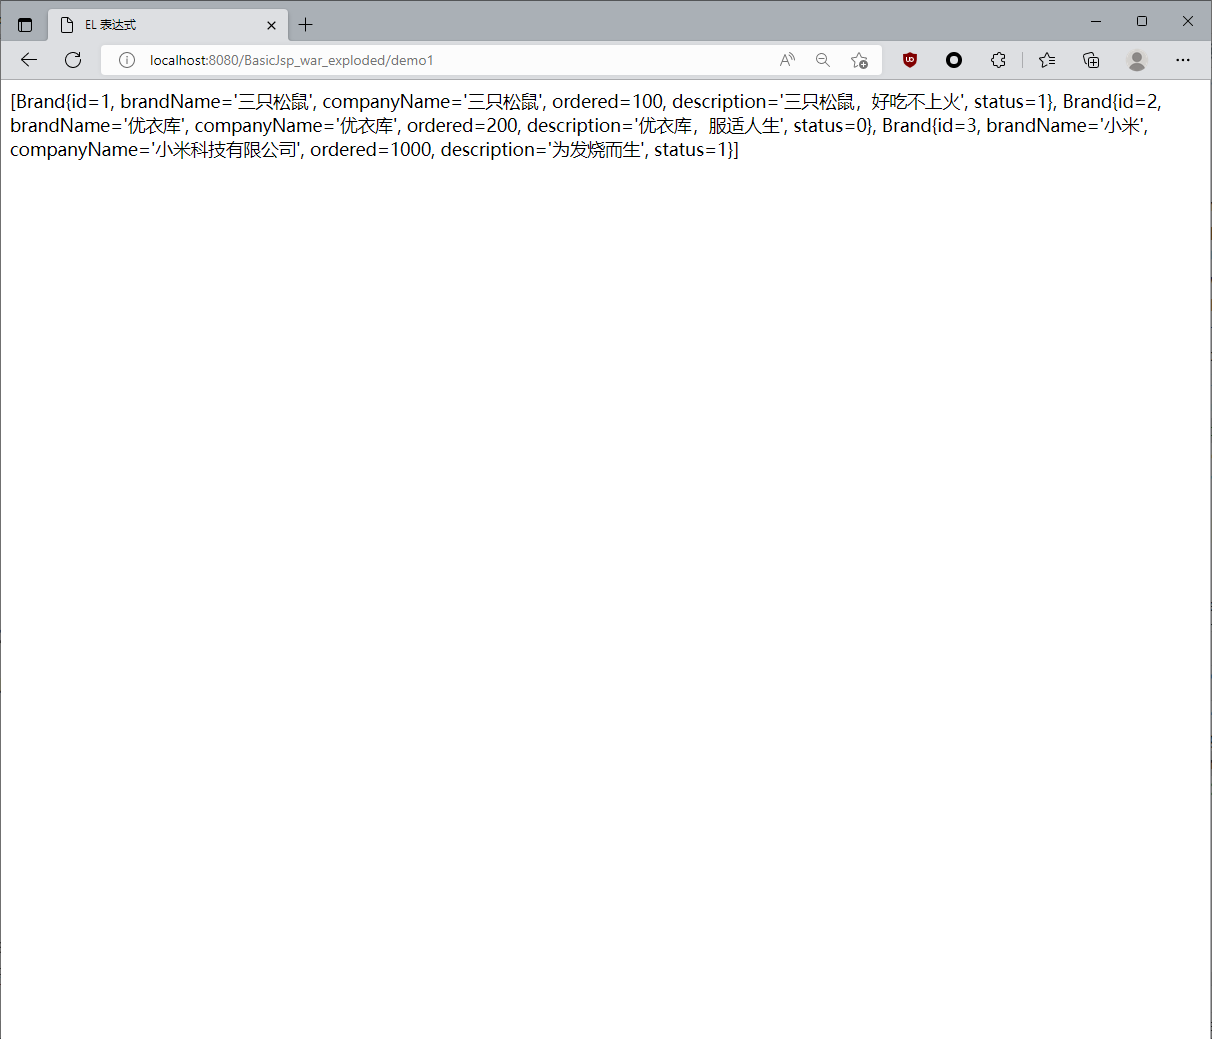 EL 表达式
localhost:8080/BasicJsp_war_exploded/demo1
[Brand{id=1, brandName='三只松鼠', companyName='三只松鼠', ordered=100, description='三只松鼠，好吃不上火', status=1}, Brand{id=2,
brandName='优衣库', companyName='优衣库', ordered=200, description='优衣库，服适人生', status=0}, Brand{id=3, brandName='小米',
companyName='小米科技有限公司', ordered=1000, description='为发烧而生', status=1}]